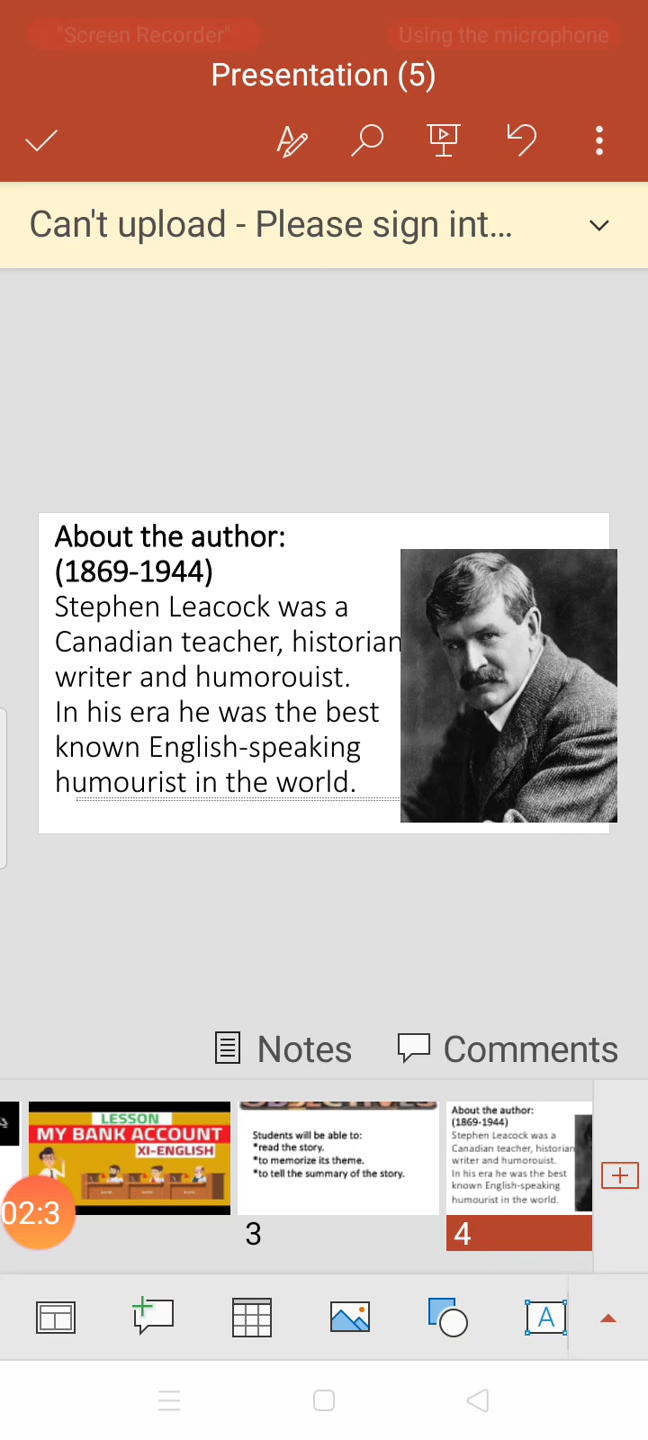 "Screen Recorder"
Using the microphone
Presentation (5)
Can't upload - Please sign int...
About the author:
(1869-1944)
Stephen Leacock was a
Canadian teacher, historian
writer and humorouist.
In his era he was the best
known English-speaking
humourist in the world.
Notes
Comments
LESSON
MY BANK ACCOUNT
XI-ENGLISH
OBJECTIVES
Students will be able to:
*read the story.
*to memorize its theme.
*to tell the summary of the story.
3
About the author:
(1869-1944)
Stephen Leacock was a
Canadian teacher, historian
writer and humorouist.
In his era he was the best
known English-speaking
humourist in the world.
4
02:3
A